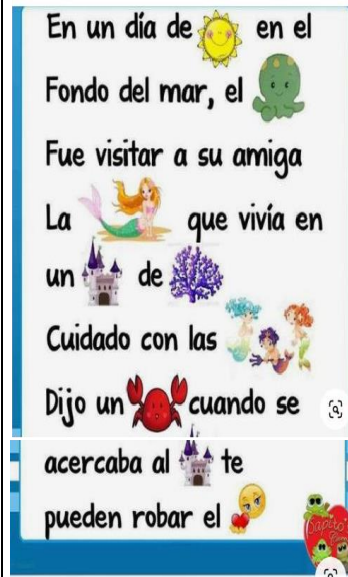 En un día de en el
Fondo del mar, el
Fue visitar a su amiga
La que vivía en
un de
Cuidado con las
Dijo un cuando se
acercaba al te
pueden robar el
Sapito